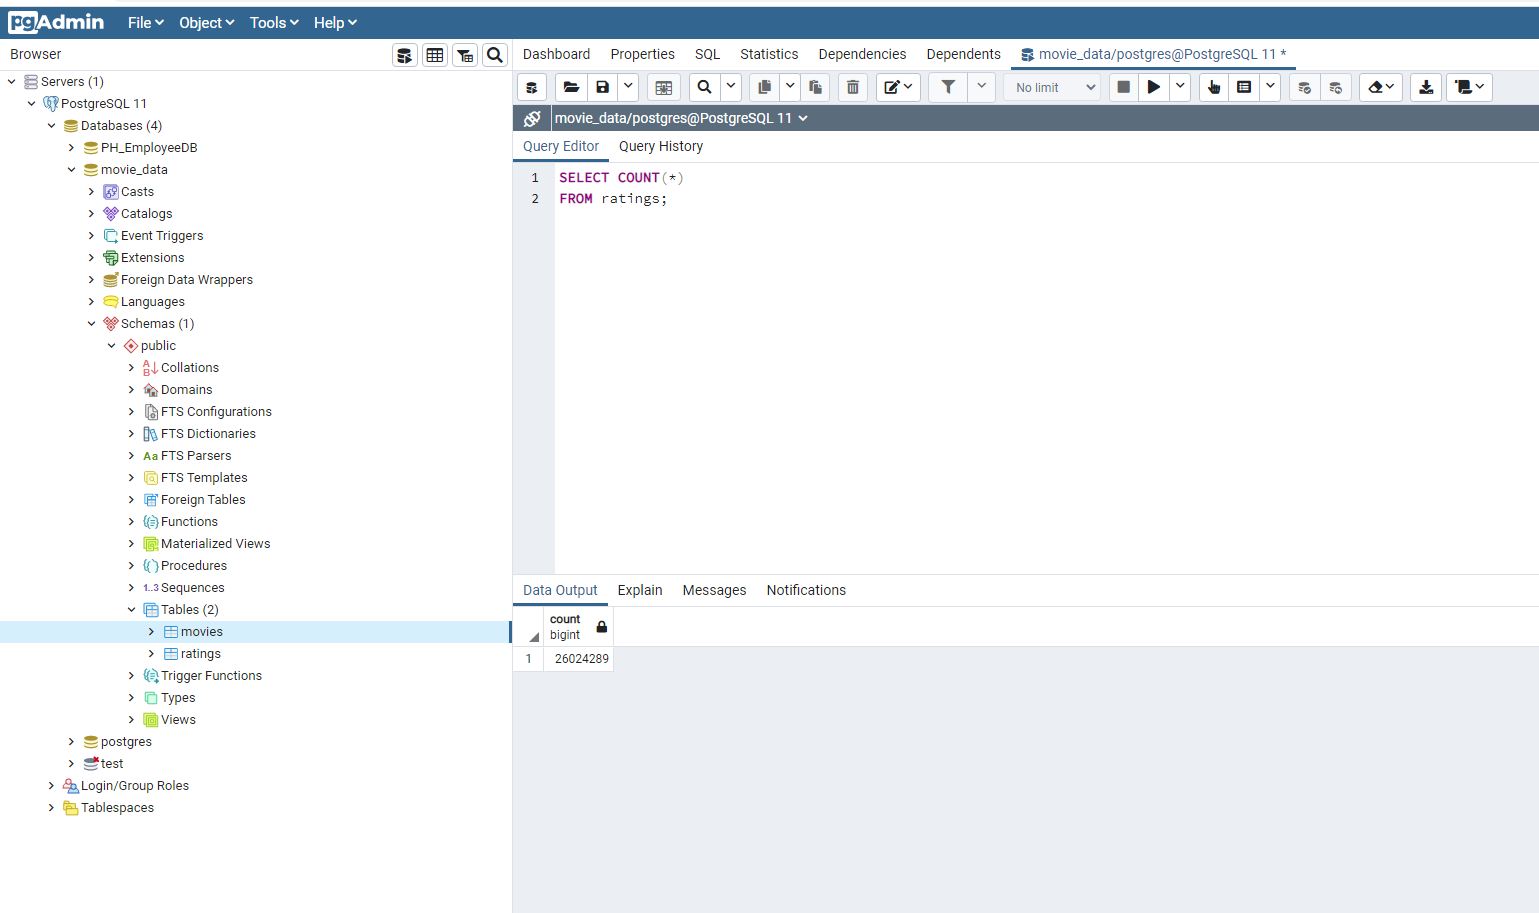 pgAdmin File Object Tools Help
Browser
Dashboard Properties SQL Statistics Dependencies Dependents movie_data/postgres@PostgreSQL 11 *
No limit
movie_data/postgres@PostgreSQL 11
Query Editor Query History
1 SELECT COUNT(*)
2 FROM ratings;
Servers (1)
PostgreSQL 11
Databases (4)
PH_EmployeeDB
movie_data
Casts
Catalogs
Event Triggers
Extensions
Foreign Data Wrappers
Languages
Schemas (1)
public
Collations
Domains
FTS Configurations
FTS Dictionaries
Aa FTS Parsers
FTS Templates
Foreign Tables
Functions
Materialized Views
Procedures
1..3 Sequences
Tables (2)
movies
ratings
Trigger Functions
Types
Views
postgres
test
Login/Group Roles
Tablespaces
Data Output Explain Messages Notifications
count
bigint
1 26024289